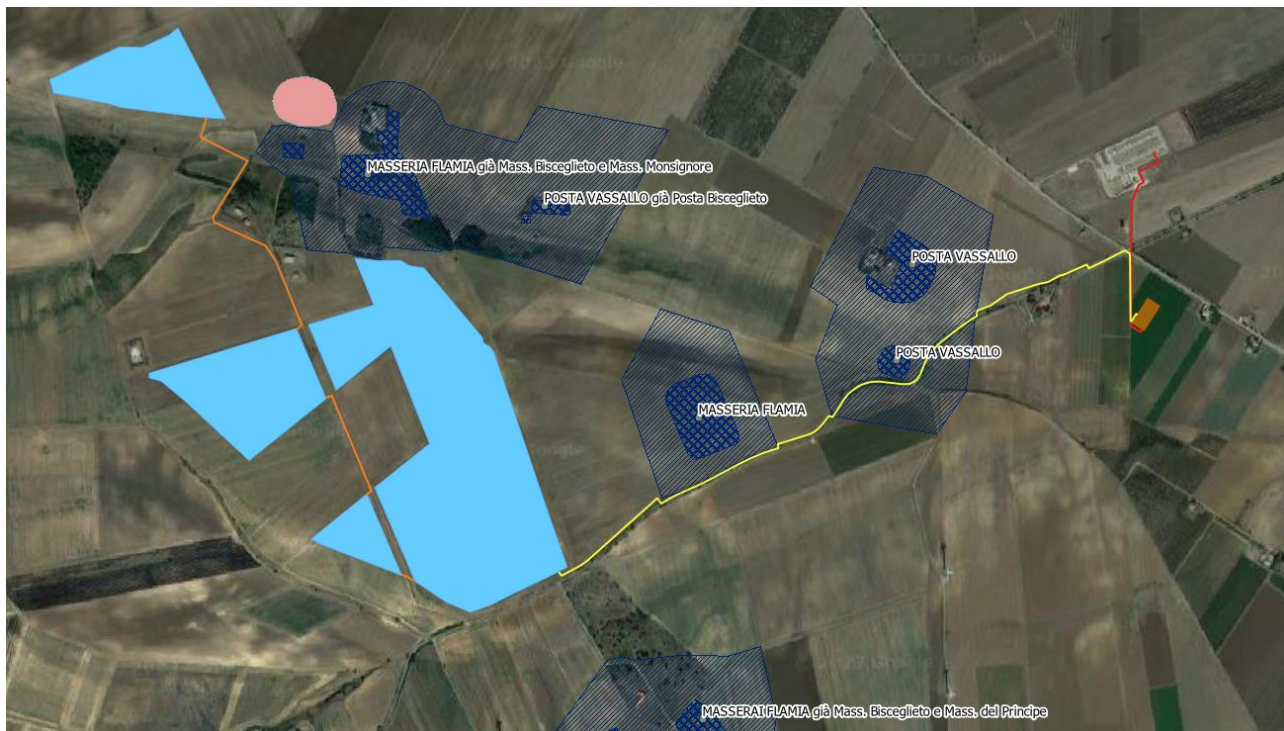 MASSERIA FLAMIA già Mass. Bisceglieto e Mass. Monsignore
POSTA VASSALLO già Posta Bisceglieto
POSTA VASSALLO
POSTA VASSALLO
MASSERIA FLAMIA
MASSERAI FLAMIA già Mass. Bisceglieto e Mass. del Principe